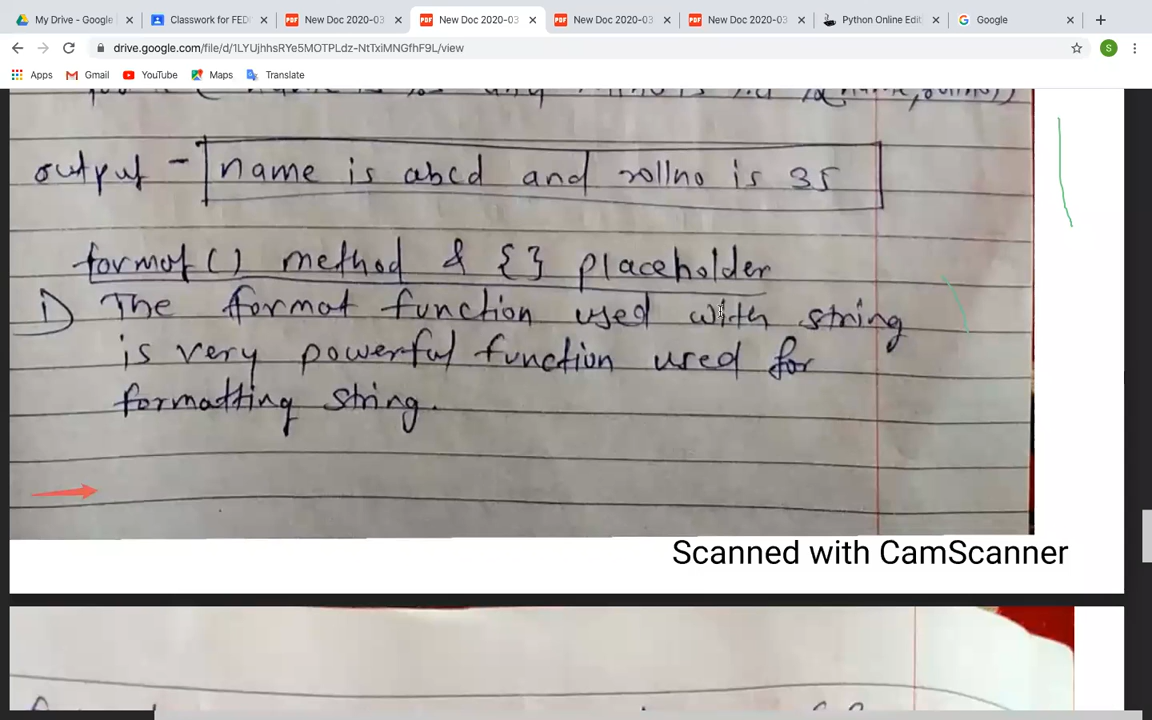 My Drive - Google
Classwork for FED
New Doc 2020-03
New Doc 2020-03
New Doc 2020-03
New Doc 2020-03
Python Online Edit
Google
drive.google.com/file/d/1LYUjhhsRYe5MOTPLdz-NtTxiMNGfhF9L/view
S
Apps Gmail YouTube Maps Translate
output - name is abcd and rollno is 35
format() method & {} placeholder
1) The format function used with string
is very powerful function used for
formatting string.
Scanned with CamScanner